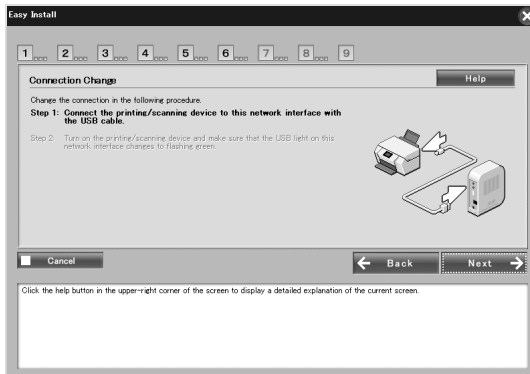 Easy Install
1 2 3 4 5 6 7 8 9
Connection Change
Help
Change the connection in the following procedure.
Step 1: Connect the printing/scanning device to this network interface with
the USB cable.
Step 2: Turn on the printing/scanning device and make sure that the USB light on this
network interface changes to flashing green.
Cancel
Back
Next
Click the help button in the upper-right corner of the screen to display a detailed explanation of the current screen.